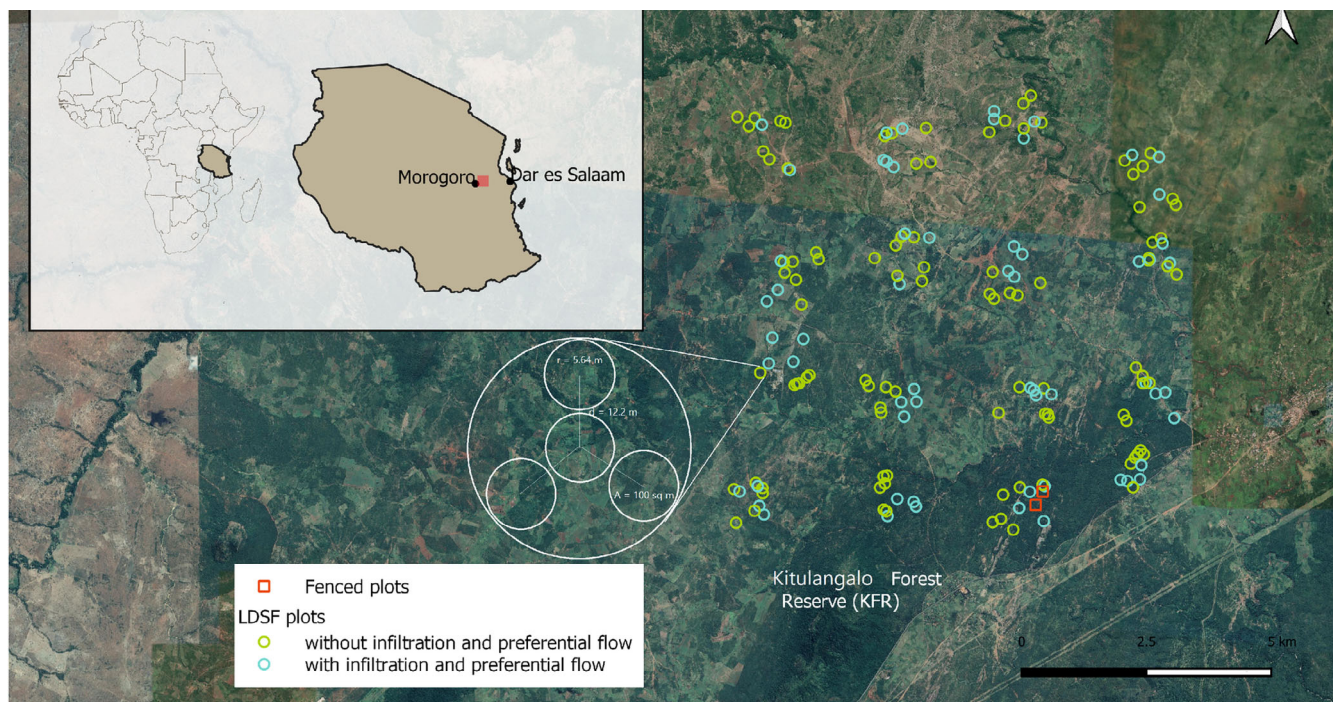 Morogoro
Dar es Salaam
r = 5.64 m
d = 12.2 m
A = 100 sq m
Fenced plots
LDSF plots
without infiltration and preferential flow
with infiltration and preferential flow
Kitulangalo Forest
Reserve (KFR)
0 2.5 5 km